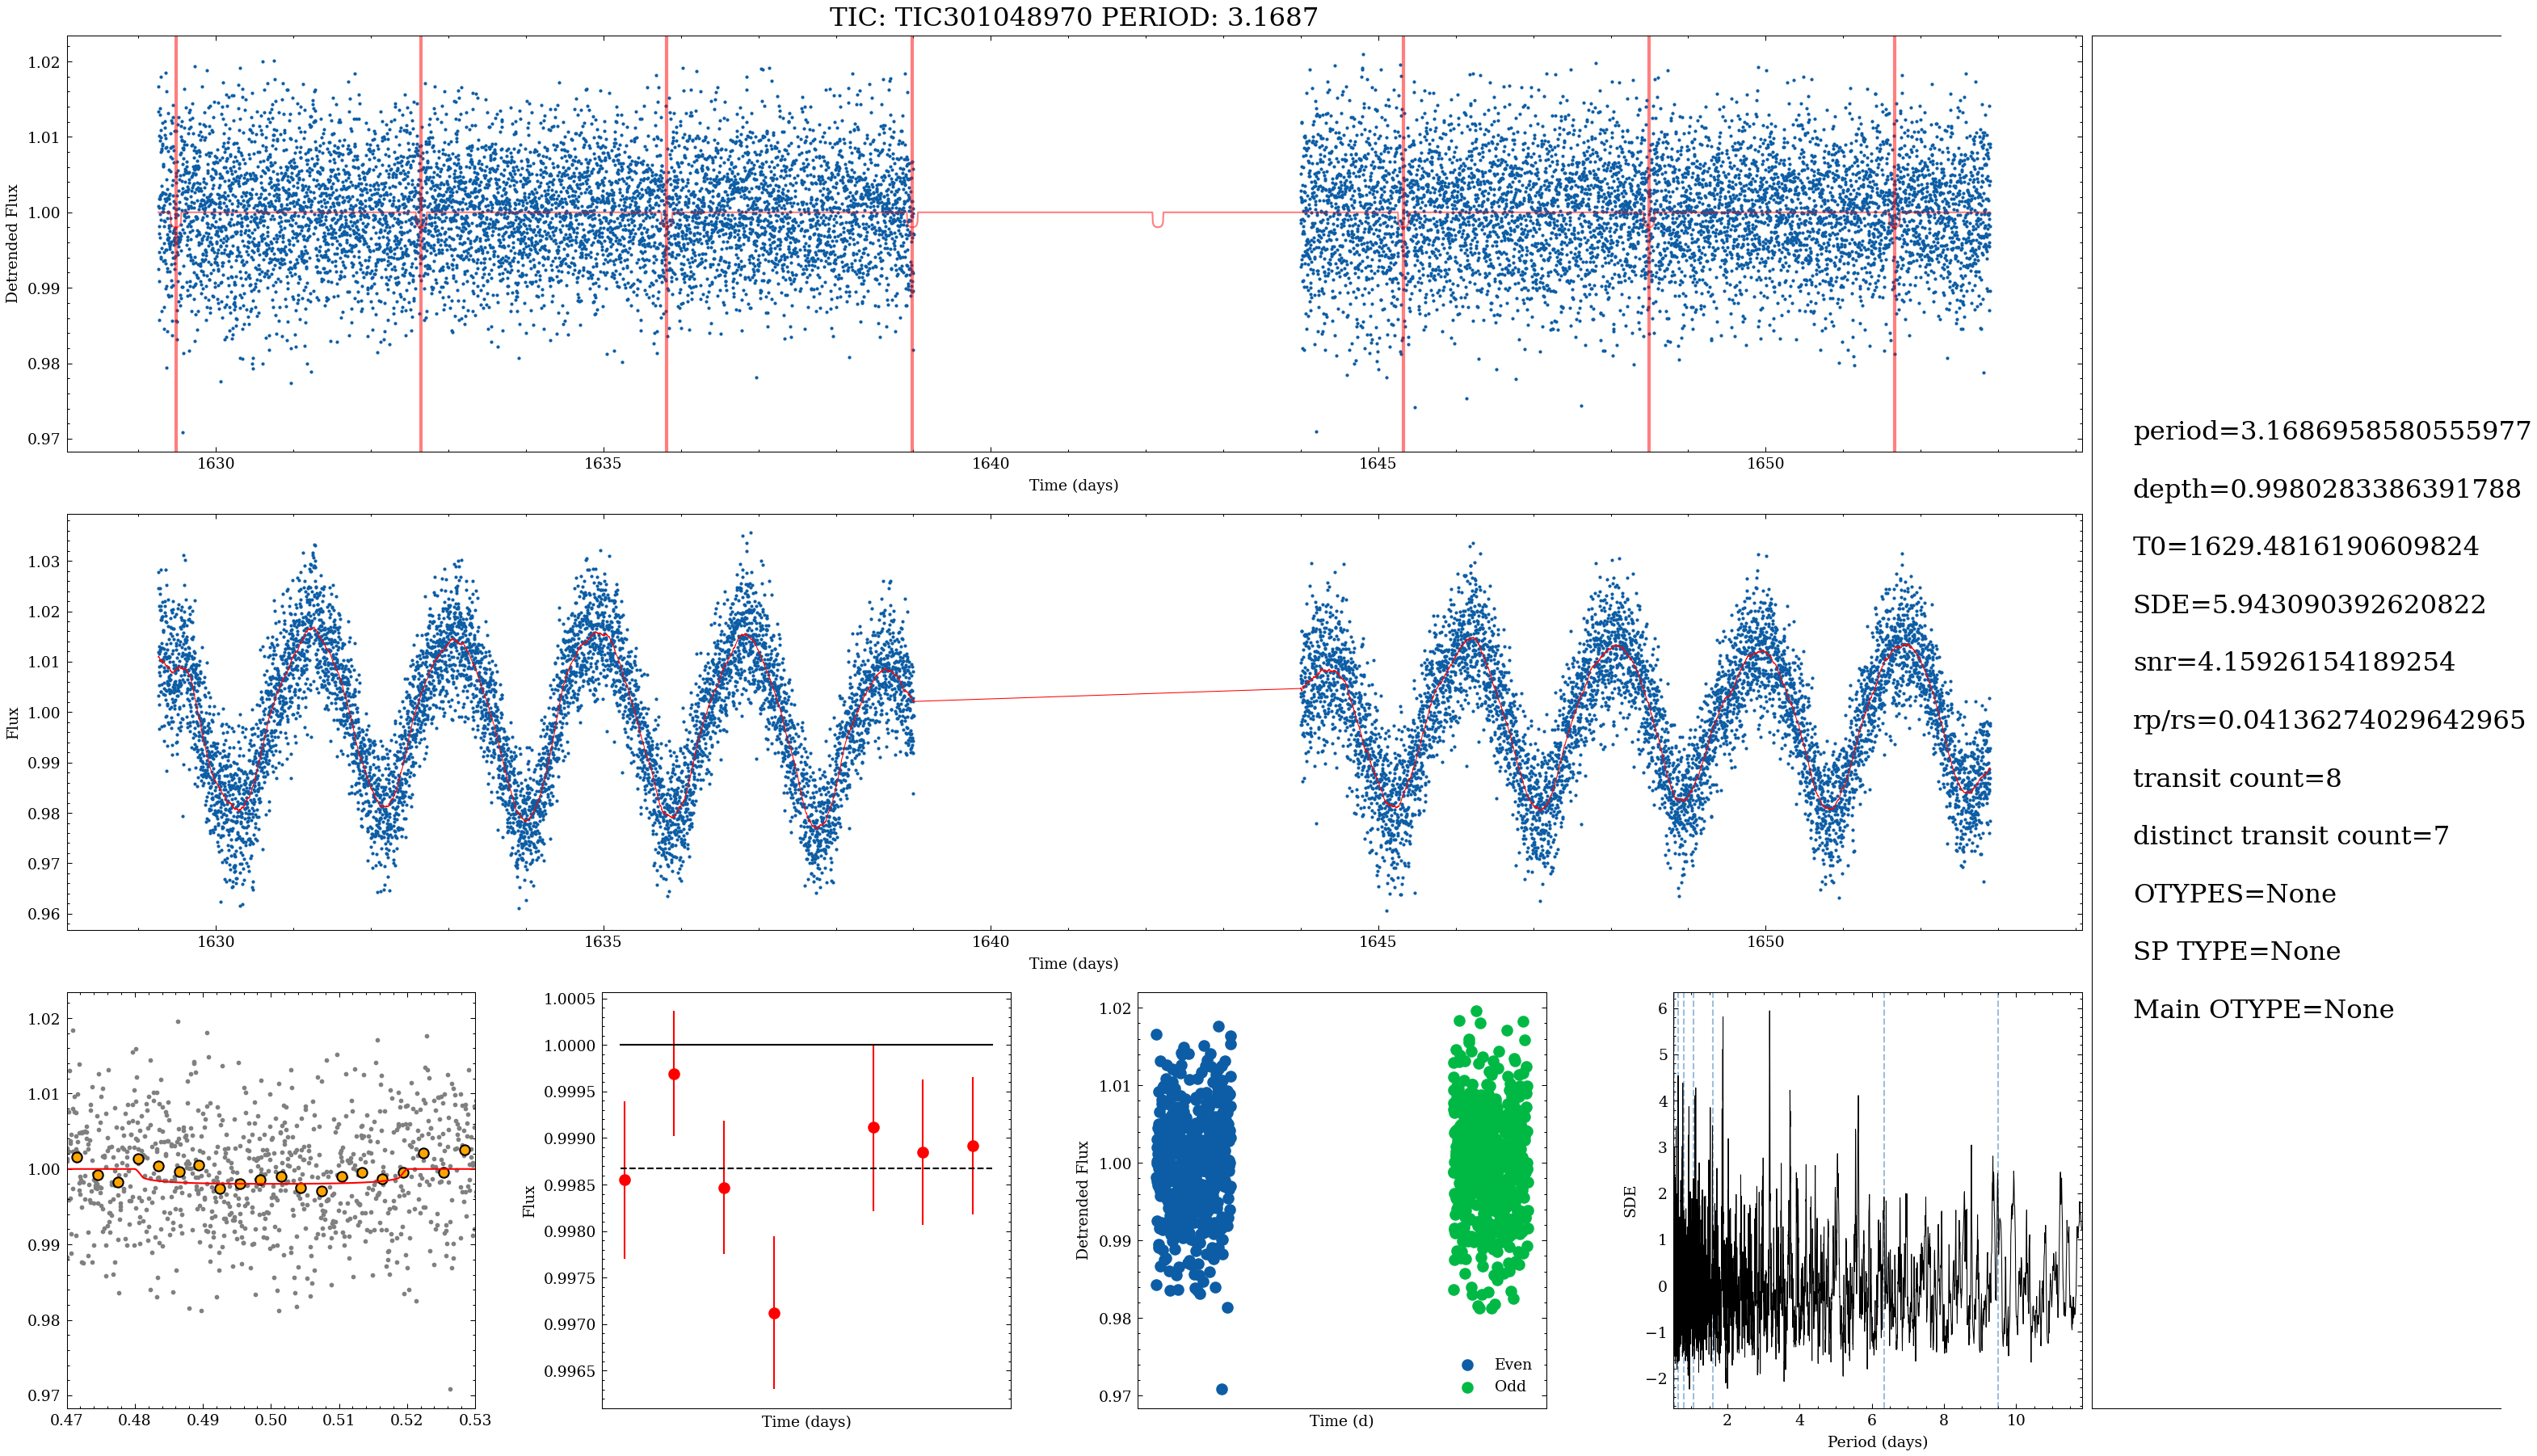 TIC: TIC301048970 PERIOD: 3.1687
1.02
1.01
1.00
0.99
0.98
0.97
Detrended Flux
1630
1635
1640
1645
1650
Time (days)
1.03
1.02
1.01
1.00
0.99
0.98
0.97
0.96
Flux
1630
1635
1640
1645
1650
Time (days)
1.02
1.01
1.00
0.99
0.98
0.97
0.47
0.48
0.49
0.50
0.51
0.52
0.53
1.0005
1.0000
0.9995
0.9990
0.9985
0.9980
0.9975
0.9970
0.9965
Flux
Time (days)
1.02
1.01
1.00
0.99
0.98
0.97
Detrended Flux
Even
Odd
Time (d)
6
5
4
3
2
1
0
−1
−2
SDE
2
4
6
8
10
Period (days)
period=3.1686958580555977
depth=0.9980283386391788
T0=1629.4816190609824
SDE=5.943090392620822
snr=4.15926154189254
rp/rs=0.04136274029642965
transit count=8
distinct transit count=7
OTYPES=None
SP TYPE=None
Main OTYPE=None